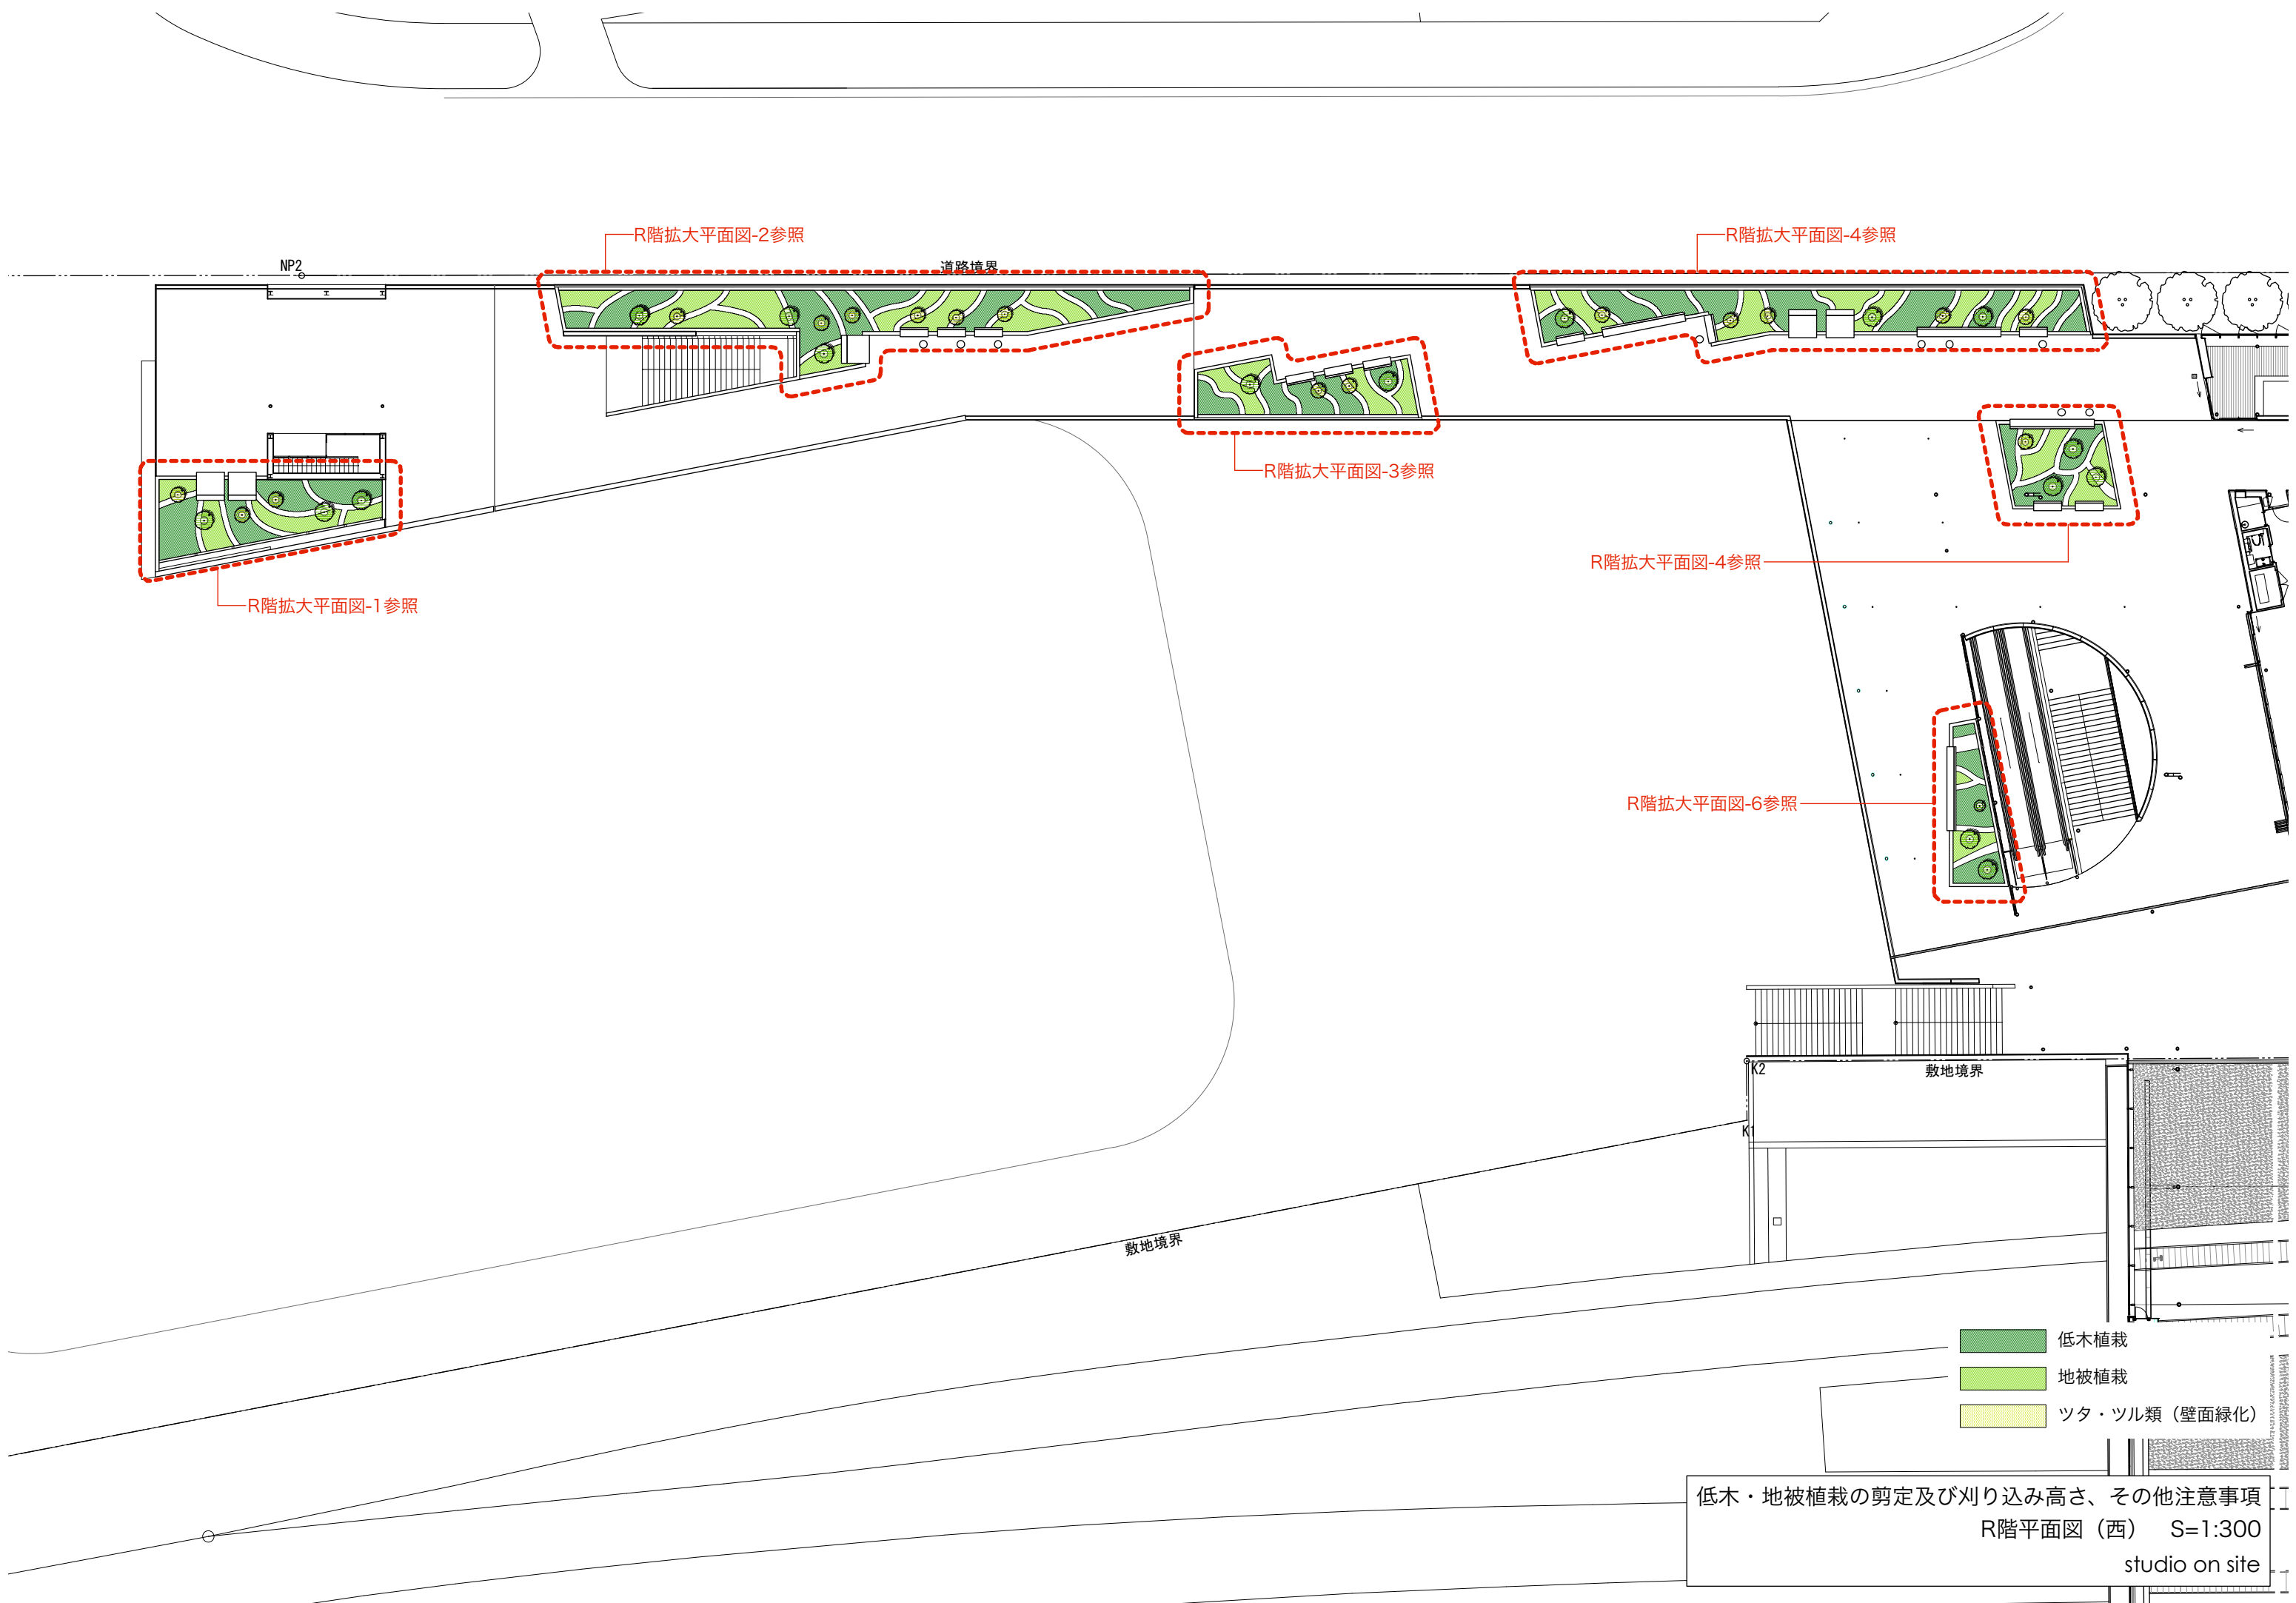 R階拡大平面図-2参照
R階拡大平面図-4参照
NP2
道路境界
R階拡大平面図-3参照
R階拡大平面図-4参照
R階拡大平面図-1参照
R階拡大平面図-6参照
K2
敷地境界
K1
敷地境界
低木植栽
地被植栽
ツタ・ツル類（壁面緑化）
低木・地被植栽の剪定及び刈り込み高さ、その他注意事項
R階平面図（西）　S=1:300
studio on site